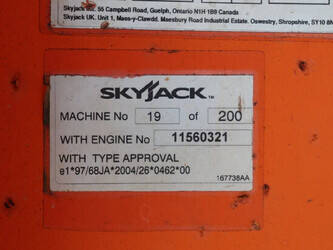 Skyjack Inc. 55 Campbell Road, Guelph, Ontario N1H 1B9 Canada
Skyjack UK. Unit 1, Maes-y-Clawdd. Maesbury Road Industrial Estate. Oswestry, Shropshire, SY10 8N
SKYJACK™
MACHINE No 19 of 200
WITH ENGINE No 11560321
WITH TYPE APPROVAL
e1*97/68JA*2004/26*0462*00
167738AA